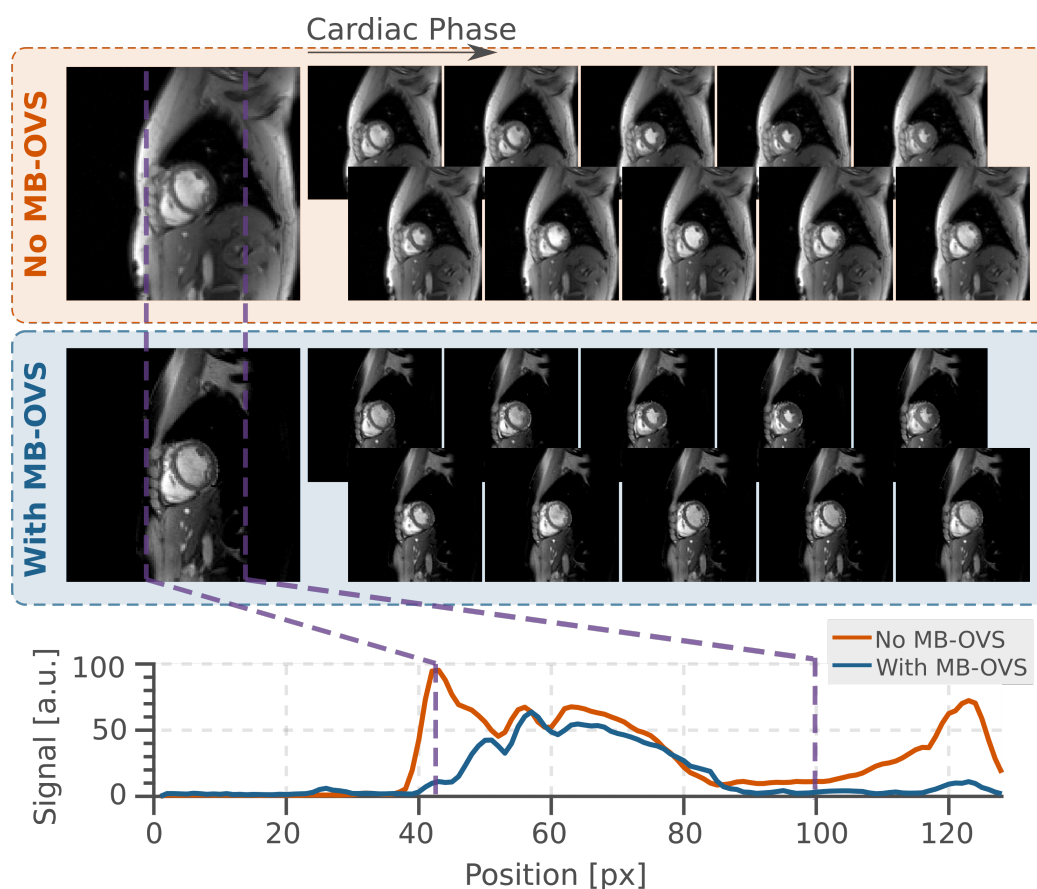 Cardiac Phase
No MB-OVS
With MB-OVS
No MB-OVS
With MB-OVS
Signal [a.u.]
100
50
0
0
20
40
60
80
100
120
Position [px]